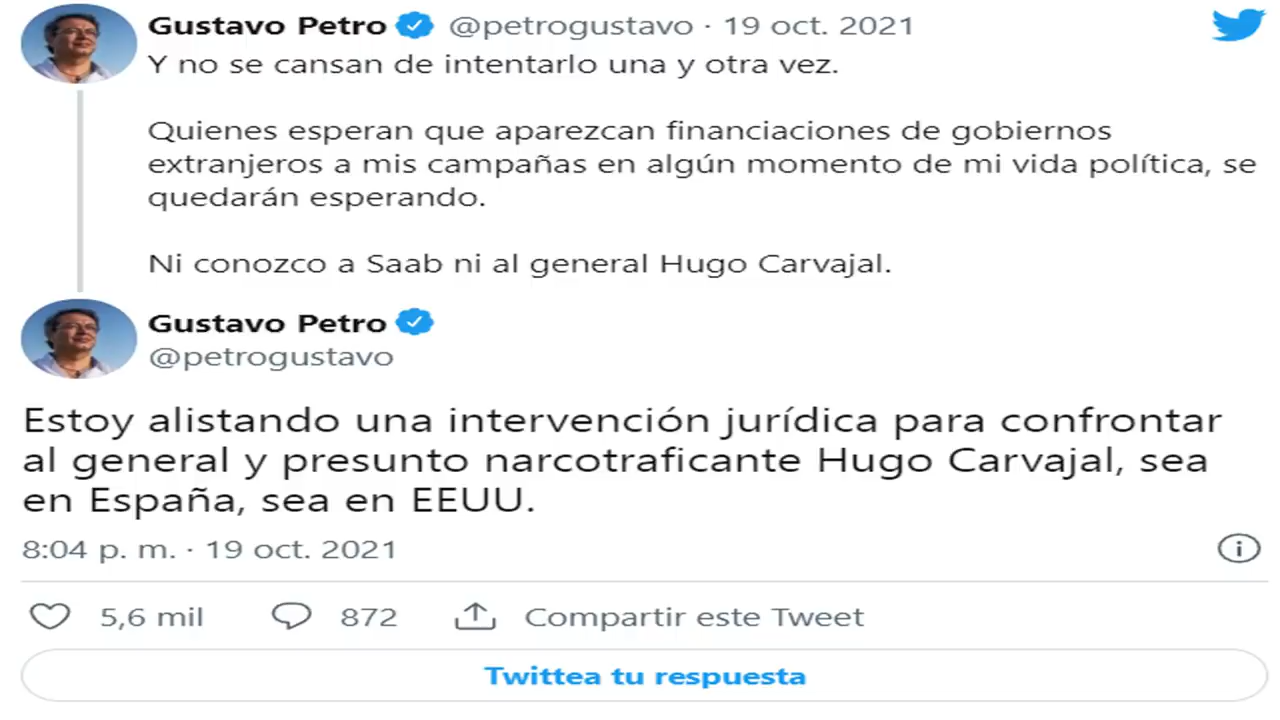 Gustavo Petro @petrogustavo · 19 oct. 2021
Y no se cansan de intentarlo una y otra vez.
Quienes esperan que aparezcan financiaciones de gobiernos
extranjeros a mis campañas en algún momento de mi vida política, se
quedarán esperando.
Ni conozco a Saab ni al general Hugo Carvajal.
Gustavo Petro
@petrogustavo
Estoy alistando una intervención jurídica para confrontar
al general y presunto narcotraficante Hugo Carvajal, sea
en España, sea en EEUU.
8:04 p. m. · 19 oct. 2021
5,6 mil 872 Compartir este Tweet
Twittea tu respuesta